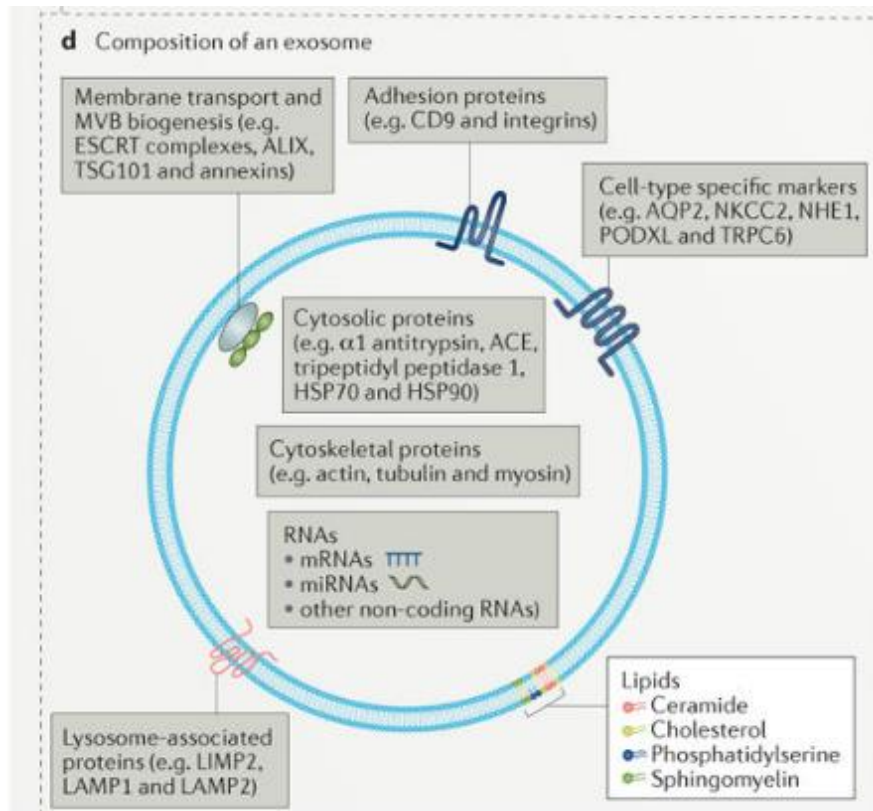 d Composition of an exosome
Membrane transport and
MVB biogenesis (e.g.
ESCRT complexes, ALIX,
TSG101 and annexins)
Adhesion proteins
(e.g. CD9 and integrins)
Cell-type specific markers
(e.g. AQP2, NKCC2, NHE1,
PODXL and TRPC6)
Cytosolic proteins
(e.g. α1 antitrypsin, ACE,
tripeptidyl peptidase 1,
HSP70 and HSP90)
Cytoskeletal proteins
(e.g. actin, tubulin and myosin)
RNAs
• mRNAs
• miRNAs
• other non-coding RNAs)
Lysosome-associated
proteins (e.g. LIMP2,
LAMP1 and LAMP2)
Lipids
Ceramide
Cholesterol
Phosphatidylserine
Sphingomyelin